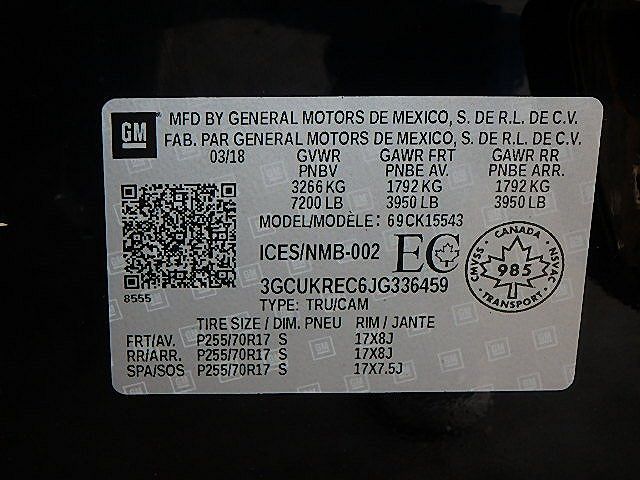 GM
MFD BY GENERAL MOTORS DE MEXICO, S. DE R.L. DE C.V.
FAB. PAR GENERAL MOTORS DE MEXICO, S. DE R.L. DE C.V.
03/18 GVWR GAWR FRT GAWR RR
PNBV PNBE AV. PNBE ARR.
3266 KG 1792 KG 1792 KG
7200 LB 3950 LB 3950 LB
MODEL/MODÈLE: 69CK15543
ICES/NMB-002 EC
CANADA
CMVSS 985 NSVAC
TRANSPORT
8555
3GCUKREC6JG336459
TYPE: TRU/CAM
TIRE SIZE / DIM. PNEU RIM / JANTE
FRT/AV. P255/70R17 S 17X8J
RR/ARR. P255/70R17 S 17X8J
SPA/SOS P255/70R17 S 17X7.5J